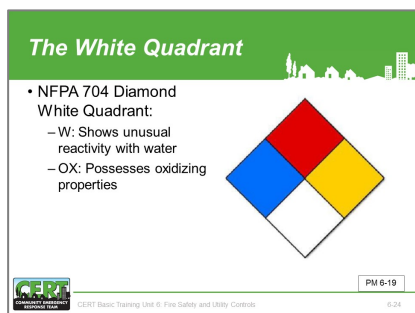 The White Quadrant
• NFPA 704 Diamond
White Quadrant:
– W: Shows unusual
reactivity with water
– OX: Possesses oxidizing
properties
PM 6-19
CERT
COMMUNITY EMERGENCY
RESPONSE TEAM
CERT Basic Training Unit 6: Fire Safety and Utility Controls
6-24